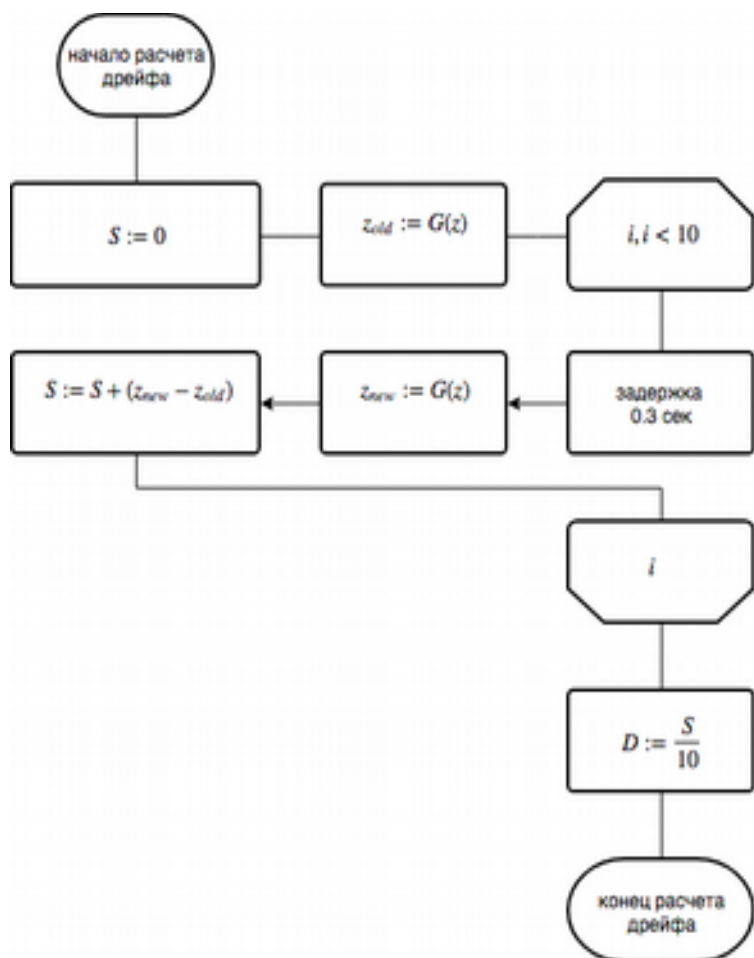 начало расчета
дрейфа
S := 0
z_old := G(z)
i, i < 10
задержка
0.3 сек
z_new := G(z)
S := S + (z_new − z_old)
i
D := S/10
конец расчета
дрейфа